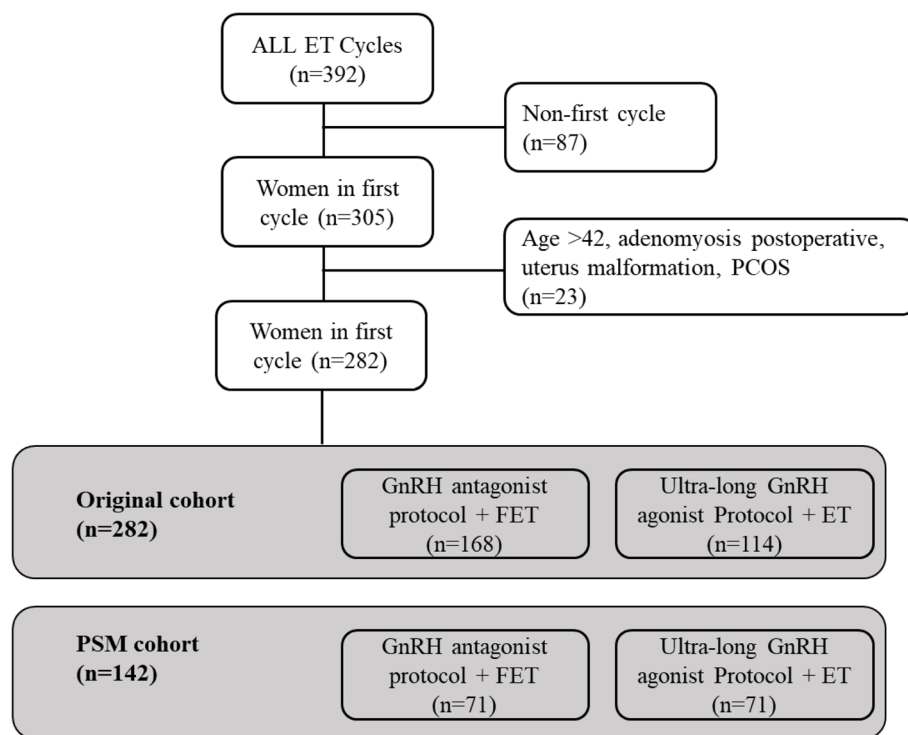 ALL ET Cycles
(n=392)
Non-first cycle
(n=87)
Women in first
cycle (n=305)
Age >42, adenomyosis postoperative,
uterus malformation, PCOS
(n=23)
Women in first
cycle (n=282)
Original cohort
(n=282)
GnRH antagonist
protocol + FET
(n=168)
Ultra-long GnRH
agonist Protocol + ET
(n=114)
PSM cohort
(n=142)
GnRH antagonist
protocol + FET
(n=71)
Ultra-long GnRH
agonist Protocol + ET
(n=71)